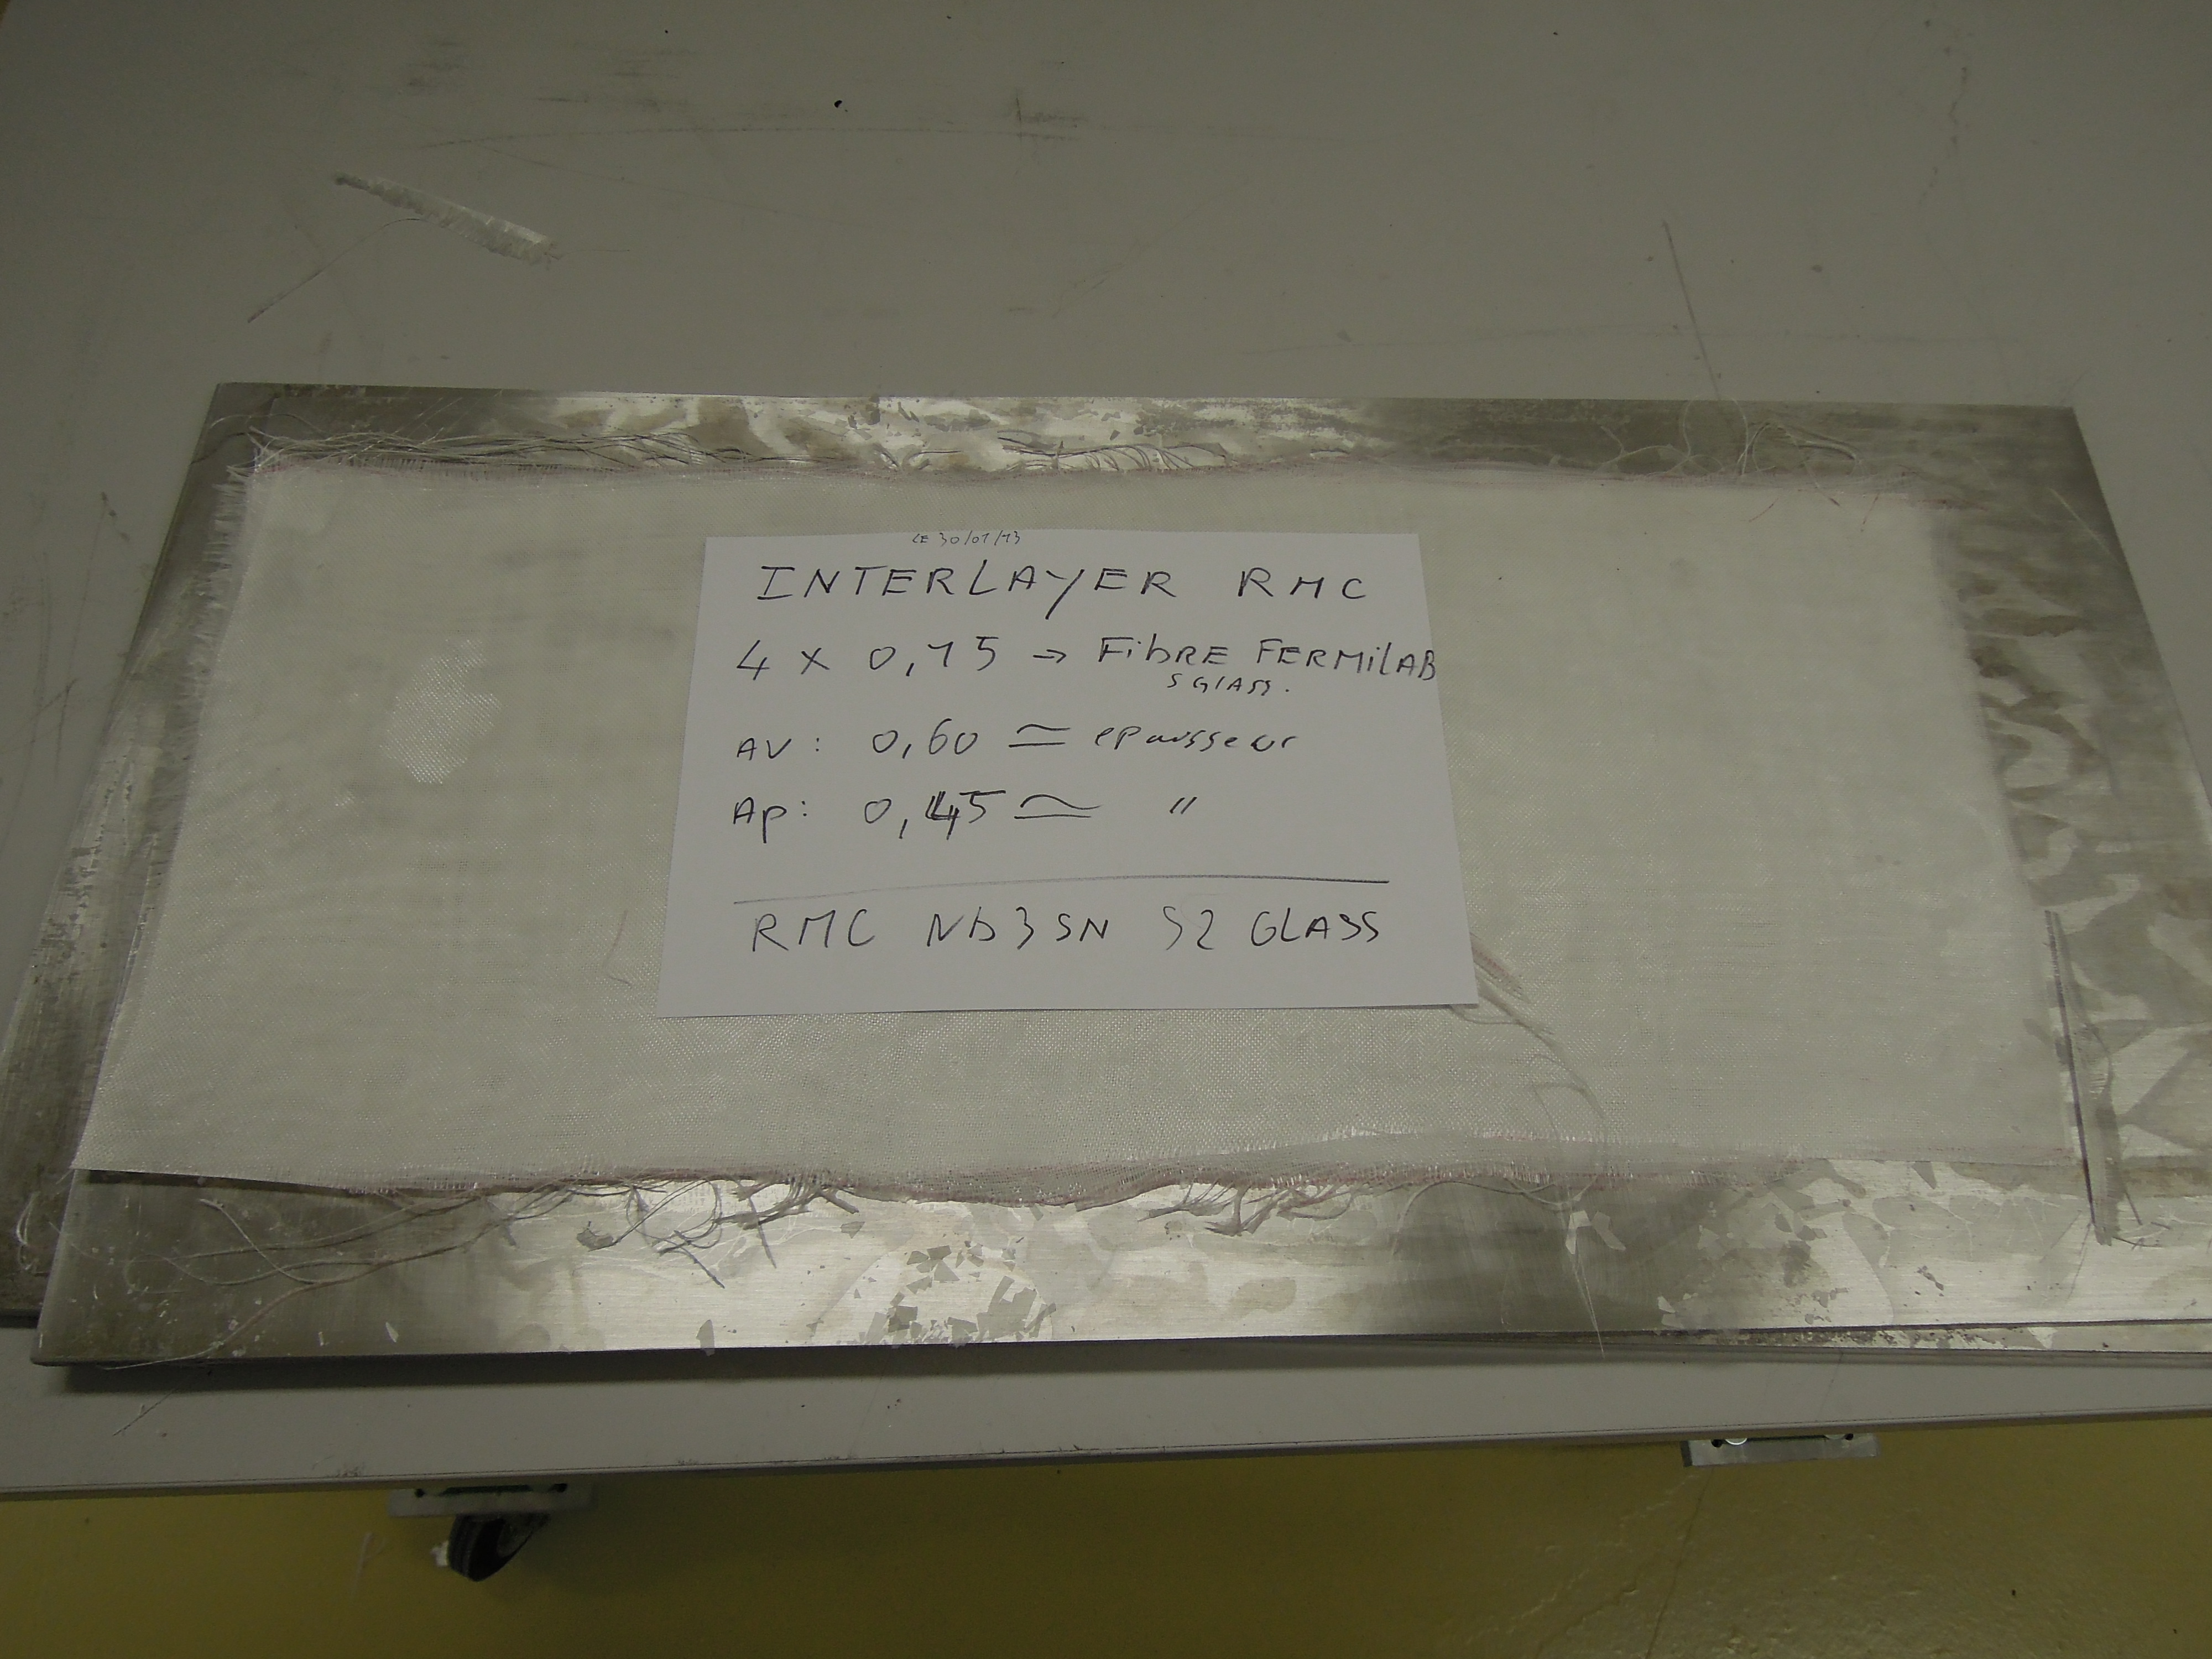 LE 30/01/13
INTERLAYER RMC
4 x 0,15 → FibRE FERMilAB
S GlASS.
AV : 0,60 ≃ epaisseur
Ap : 0,45 ≃ "
RMC Nb3SN S2 GLASS